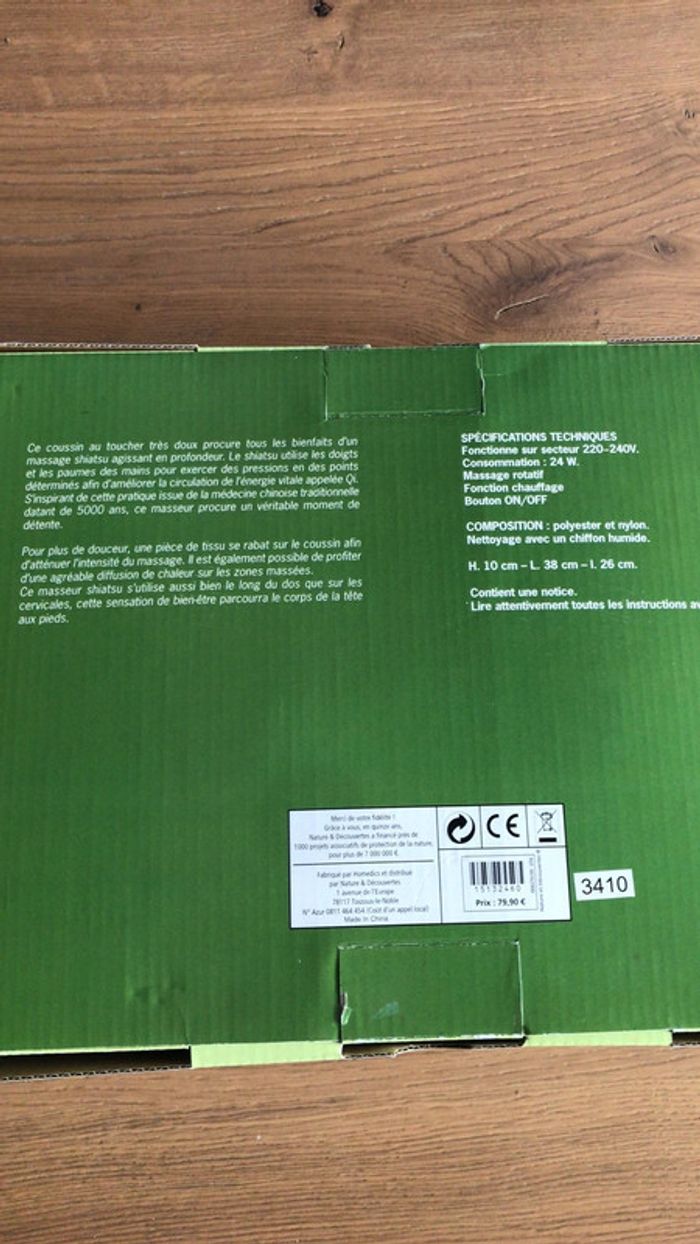 Ce coussin au toucher très doux procure tous les bienfaits d'un
massage shiatsu agissant en profondeur. Le shiatsu utilise les doigts
et les paumes des mains pour exercer des pressions en des points
déterminés afin d'améliorer la circulation de l'énergie vitale appelée Qi.
S'inspirant de cette pratique issue de la médecine chinoise traditionnelle
datant de 5000 ans, ce masseur procure un véritable moment de
détente.
Pour plus de douceur, une pièce de tissu se rabat sur le coussin afin
d'atténuer l'intensité du massage. Il est également possible de profiter
d'une agréable diffusion de chaleur sur les zones massées.
Ce masseur shiatsu s'utilise aussi bien le long du dos que sur les
cervicales, cette sensation de bien-être parcourra le corps de la tête
aux pieds.
SPÉCIFICATIONS TECHNIQUES
Fonctionne sur secteur 220-240V.
Consommation : 24 W.
Massage rotatif
Fonction chauffage
Bouton ON/OFF
COMPOSITION : polyester et nylon.
Nettoyage avec un chiffon humide.
H. 10 cm – L. 38 cm – l. 26 cm.
Contient une notice.
Lire attentivement toutes les instructions
Merci de votre fidélité !
Grâce à vous, en quinze ans,
Nature & Découvertes a financé près de
1000 projets associatifs de protection de la nature,
pour plus de 7 000 000 €.
Fabriqué par Homedics et distribué
par Nature & Découvertes
1 avenue de l'Europe
78117 Toussus-le-Noble
N° Azur 0811 464 454 (Coût d'un appel local)
Made In China
CE
15132460
Prix : 79,90 €
3410